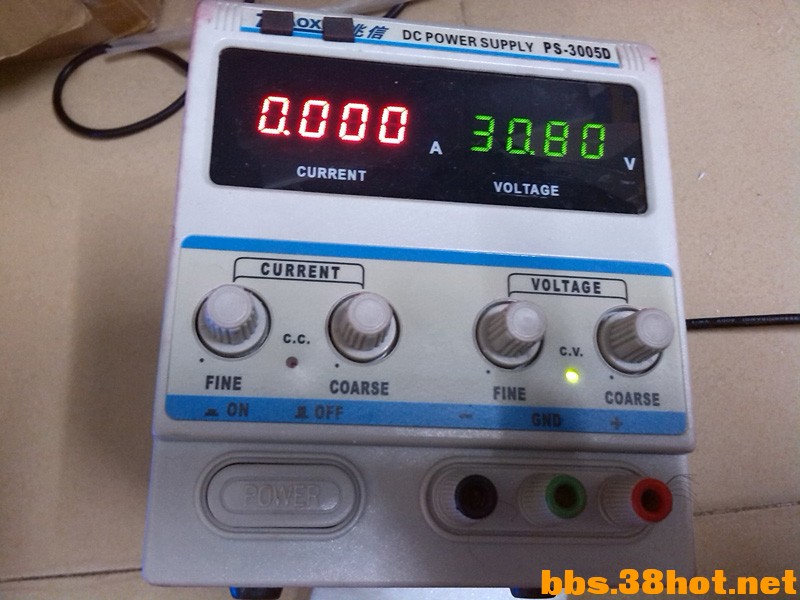 兆信 DC POWER SUPPLY PS-3005D
0.000 A 30.80 V
CURRENT VOLTAGE
CURRENT VOLTAGE
C.C. C.V.
FINE COARSE FINE COARSE
ON OFF - GND +
POWER
bbs.38hot.net